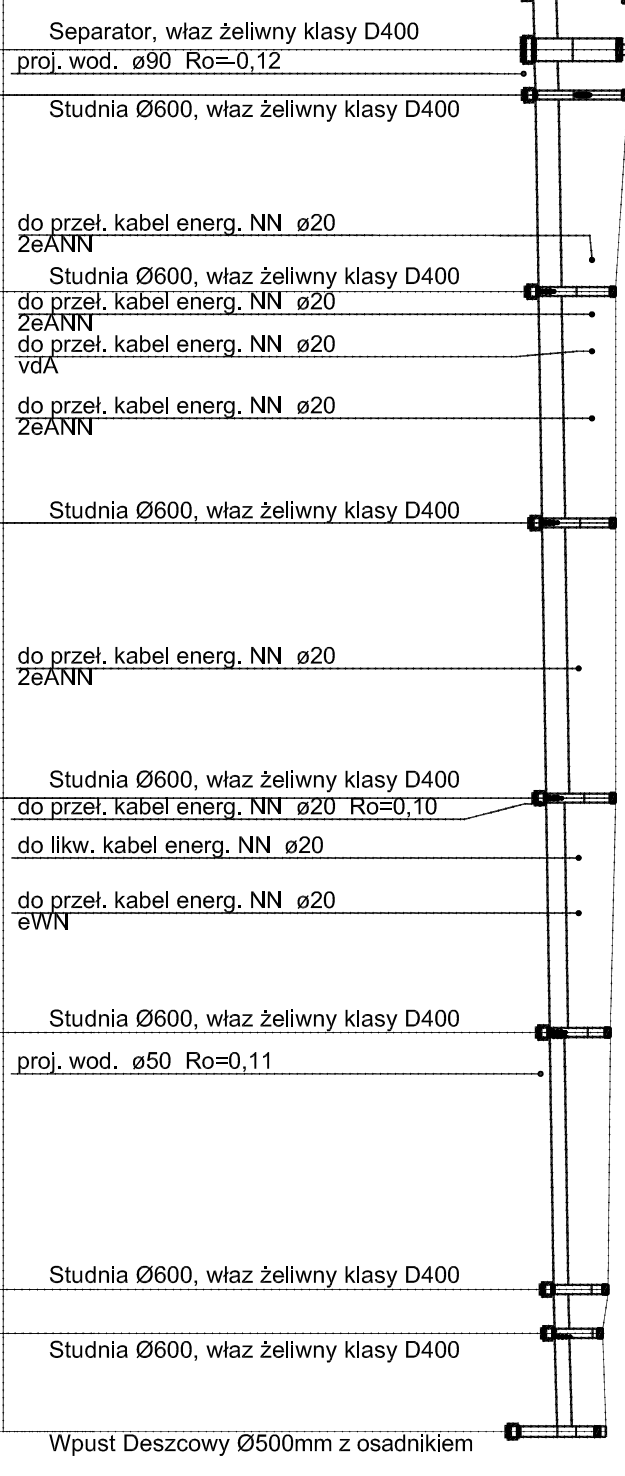 Separator, właz żeliwny klasy D400
proj. wod. ø90 Ro=-0,12
Studnia Ø600, właz żeliwny klasy D400
do przeł. kabel energ. NN ø20
2eANN
Studnia Ø600, właz żeliwny klasy D400
do przeł. kabel energ. NN ø20
2eANN
do przeł. kabel energ. NN ø20
vdA
do przeł. kabel energ. NN ø20
2eANN
Studnia Ø600, właz żeliwny klasy D400
do przeł. kabel energ. NN ø20
2eANN
Studnia Ø600, właz żeliwny klasy D400
do przeł. kabel energ. NN ø20 Ro=0,10
do likw. kabel energ. NN ø20
do przeł. kabel energ. NN ø20
eWN
Studnia Ø600, właz żeliwny klasy D400
proj. wod. ø50 Ro=0,11
Studnia Ø600, właz żeliwny klasy D400
Studnia Ø600, właz żeliwny klasy D400
Wpust Deszcowy Ø500mm z osadnikiem